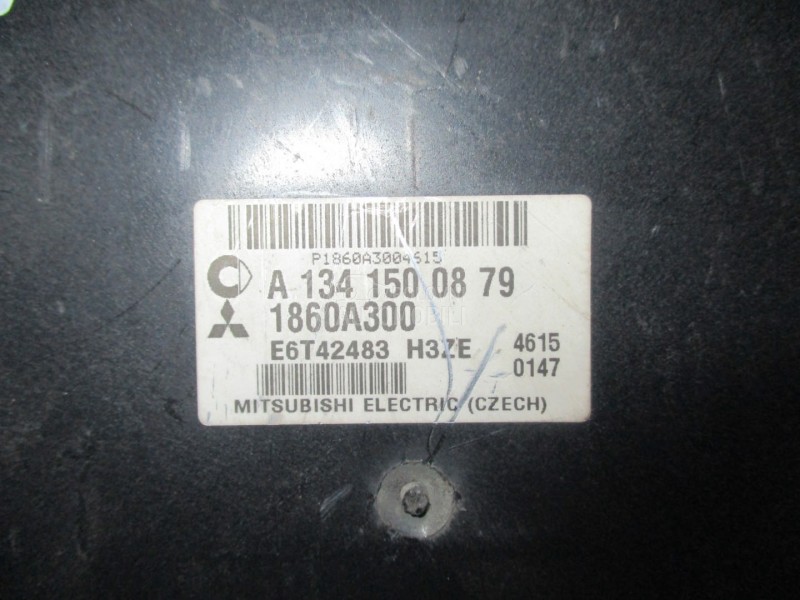 P1860A3004615
A 134 150 08 79
1860A300
E6T42483 H3ZE 4615
0147
MITSUBISHI ELECTRIC (CZECH)